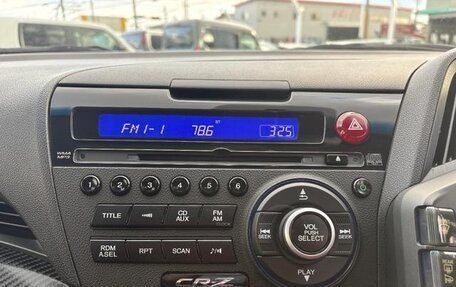 FM1-1 78.6 ST 3:25
WMA
MP3
1 2 3 4 5 6
TITLE
CD
AUX
FM
AM
RDM
A.SEL
RPT
SCAN
SEEK
VOL
PUSH
SELECT
SEEK
PLAY
CR-Z